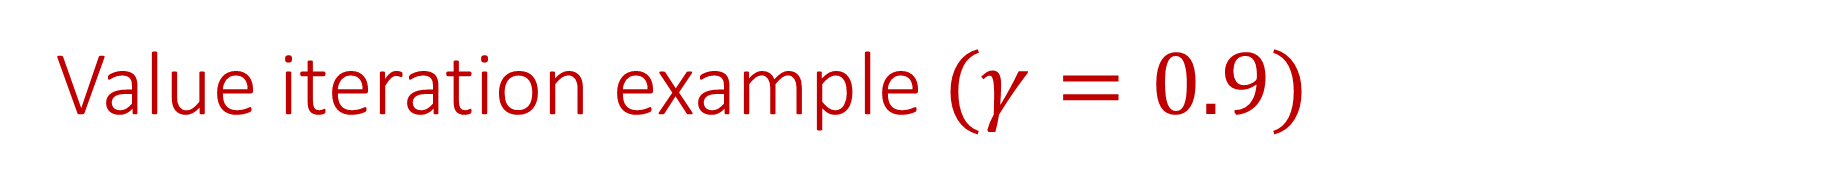 Value iteration example (γ = 0.9)